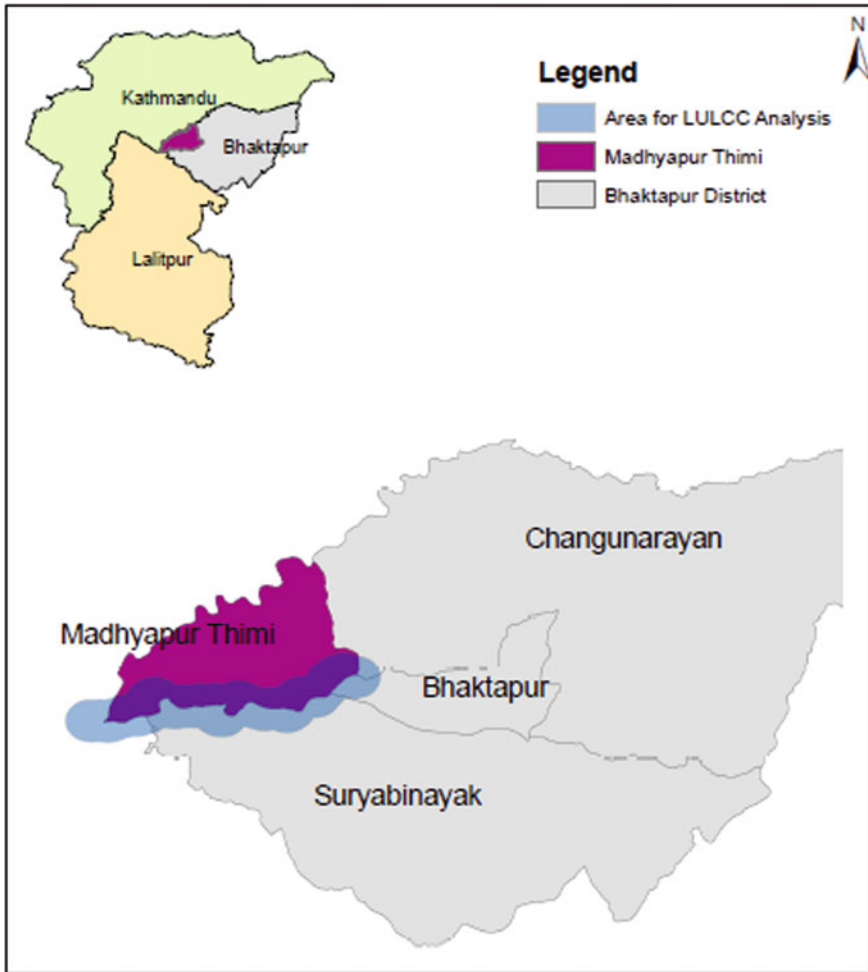 N
Legend
Area for LULCC Analysis
Madhyapur Thimi
Bhaktapur District
Kathmandu
Bhaktapur
Lalitpur
Changunarayan
Madhyapur Thimi
Bhaktapur
Suryabinayak